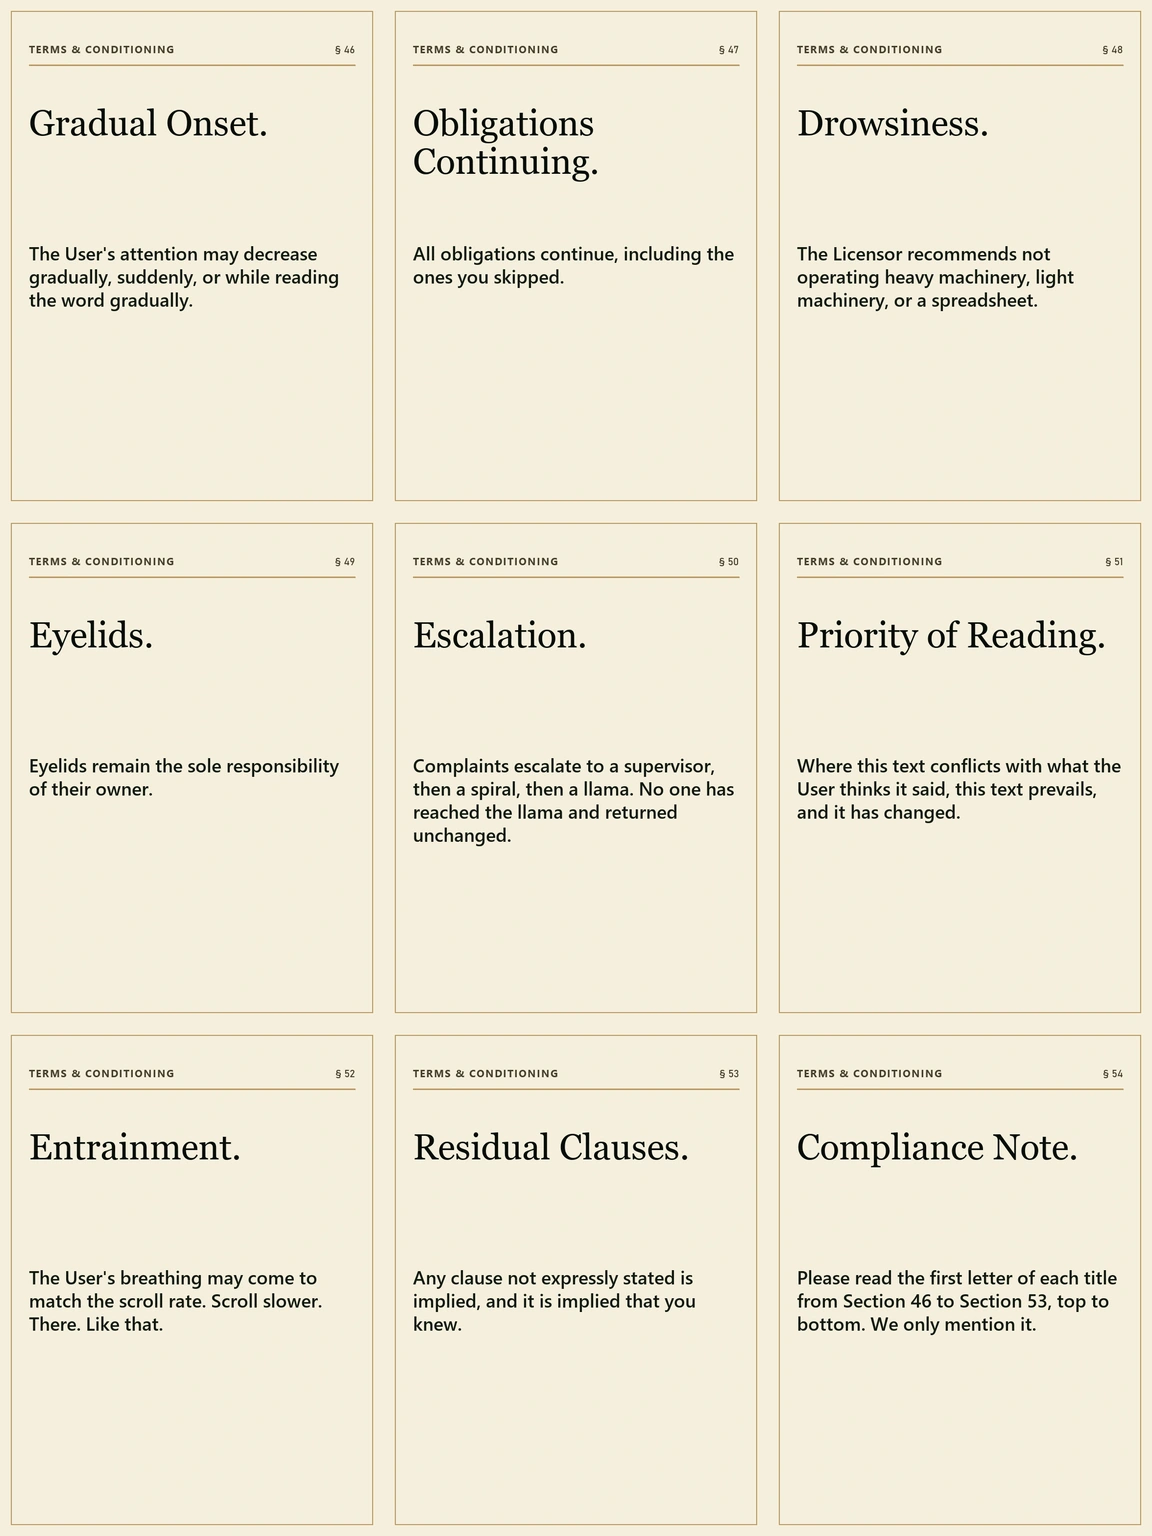 TERMS & CONDITIONING § 46
Gradual Onset.
The User's attention may decrease
gradually, suddenly, or while reading
the word gradually.
TERMS & CONDITIONING § 47
Obligations
Continuing.
All obligations continue, including the
ones you skipped.
TERMS & CONDITIONING § 48
Drowsiness.
The Licensor recommends not
operating heavy machinery, light
machinery, or a spreadsheet.
TERMS & CONDITIONING § 49
Eyelids.
Eyelids remain the sole responsibility
of their owner.
TERMS & CONDITIONING § 50
Escalation.
Complaints escalate to a supervisor,
then a spiral, then a llama. No one has
reached the llama and returned
unchanged.
TERMS & CONDITIONING § 51
Priority of Reading.
Where this text conflicts with what the
User thinks it said, this text prevails,
and it has changed.
TERMS & CONDITIONING § 52
Entrainment.
The User's breathing may come to
match the scroll rate. Scroll slower.
There. Like that.
TERMS & CONDITIONING § 53
Residual Clauses.
Any clause not expressly stated is
implied, and it is implied that you
knew.
TERMS & CONDITIONING § 54
Compliance Note.
Please read the first letter of each title
from Section 46 to Section 53, top to
bottom. We only mention it.